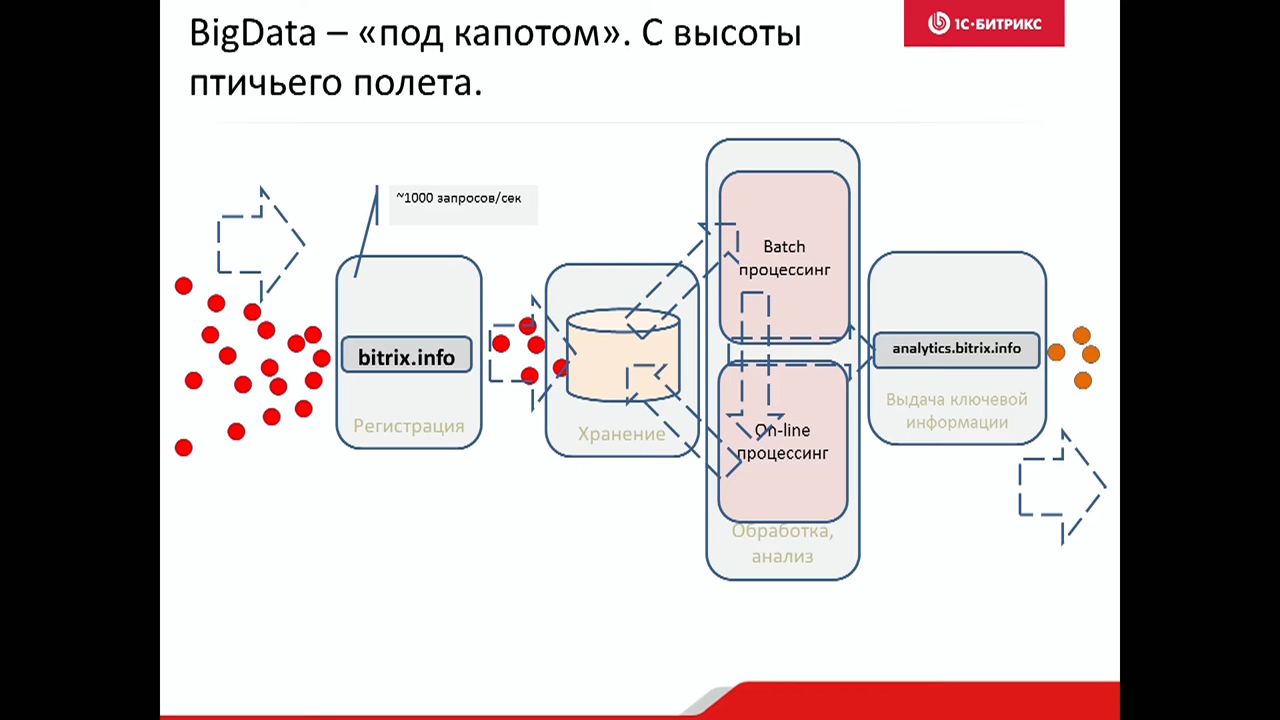 BigData – «под капотом». С высоты
птичьего полета.
1С·БИТРИКС
~1000 запросов/сек
bitrix.info
Регистрация
Хранение
Batch
процессинг
On-line
процессинг
Обработка,
анализ
analytics.bitrix.info
Выдача ключевой
информации